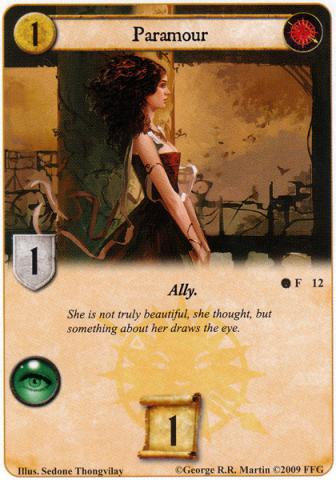 1
Paramour
1
Ally.
F 12
She is not truly beautiful, she thought, but
something about her draws the eye.
1
Illus. Sedone Thongvilay ©George R.R. Martin ©2009 FFG